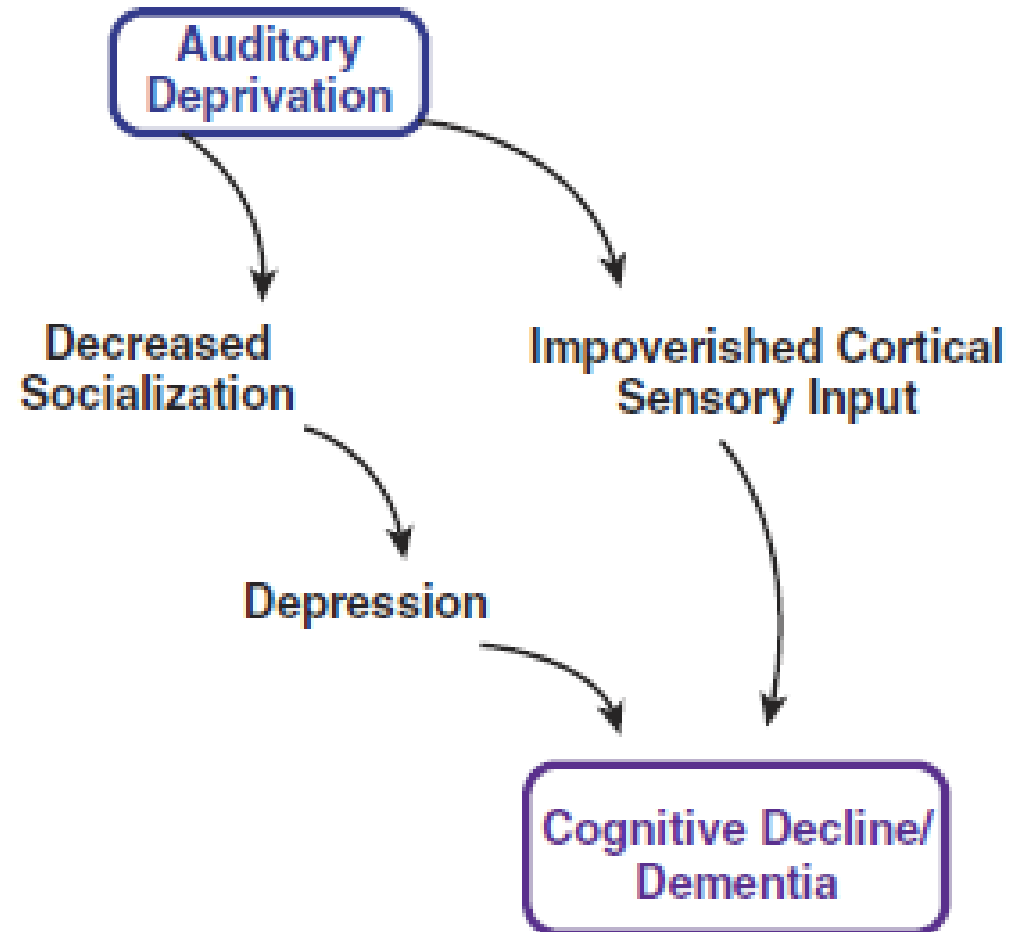 Auditory
Deprivation
Decreased
Socialization
Impoverished Cortical
Sensory Input
Depression
Cognitive Decline/
Dementia